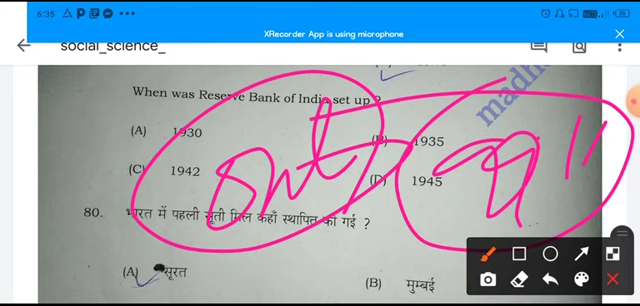 6:35
XRecorder App is using microphone
social_science_
madh
When was Reserve Bank of India set up ?
(A) 1930
(B) 1935
(C) 1942
(D) 1945
80. भारत में पहली सूती मिल कहाँ स्थापित की गई ?
(A) सूरत
(B) मुम्बई